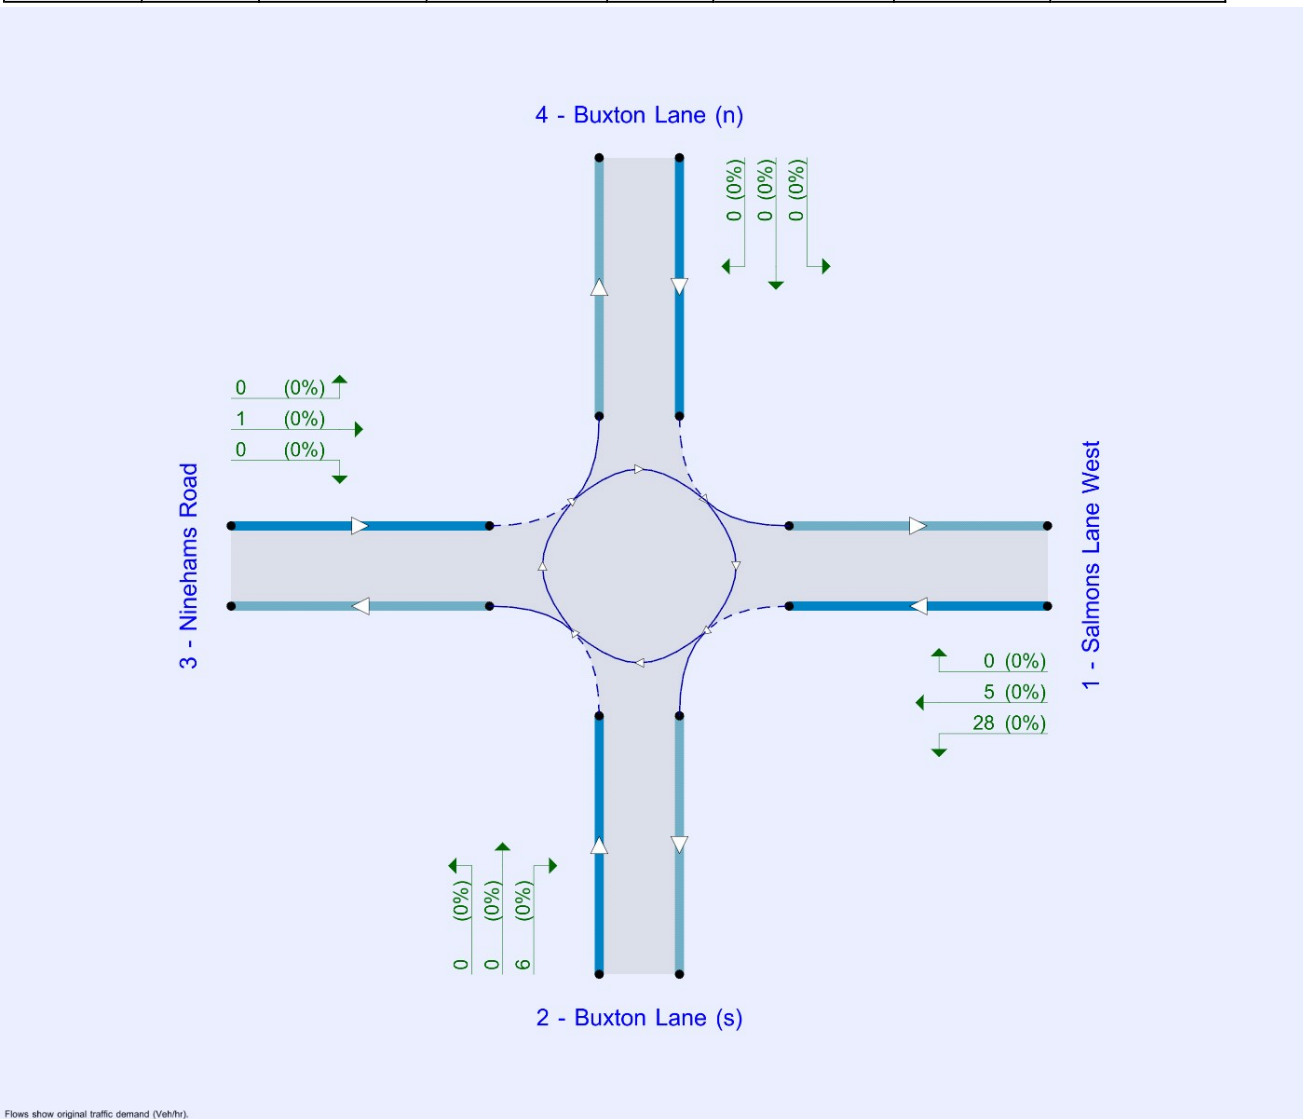 4 - Buxton Lane (n)
0 (0%)
0 (0%)
0 (0%)
0 (0%)
1 (0%)
0 (0%)
3 - Ninehams Road
1 - Salmons Lane West
0 (0%)
5 (0%)
28 (0%)
0 (0%)
0 (0%)
6 (0%)
2 - Buxton Lane (s)
Flows show original traffic demand (Veh/hr).